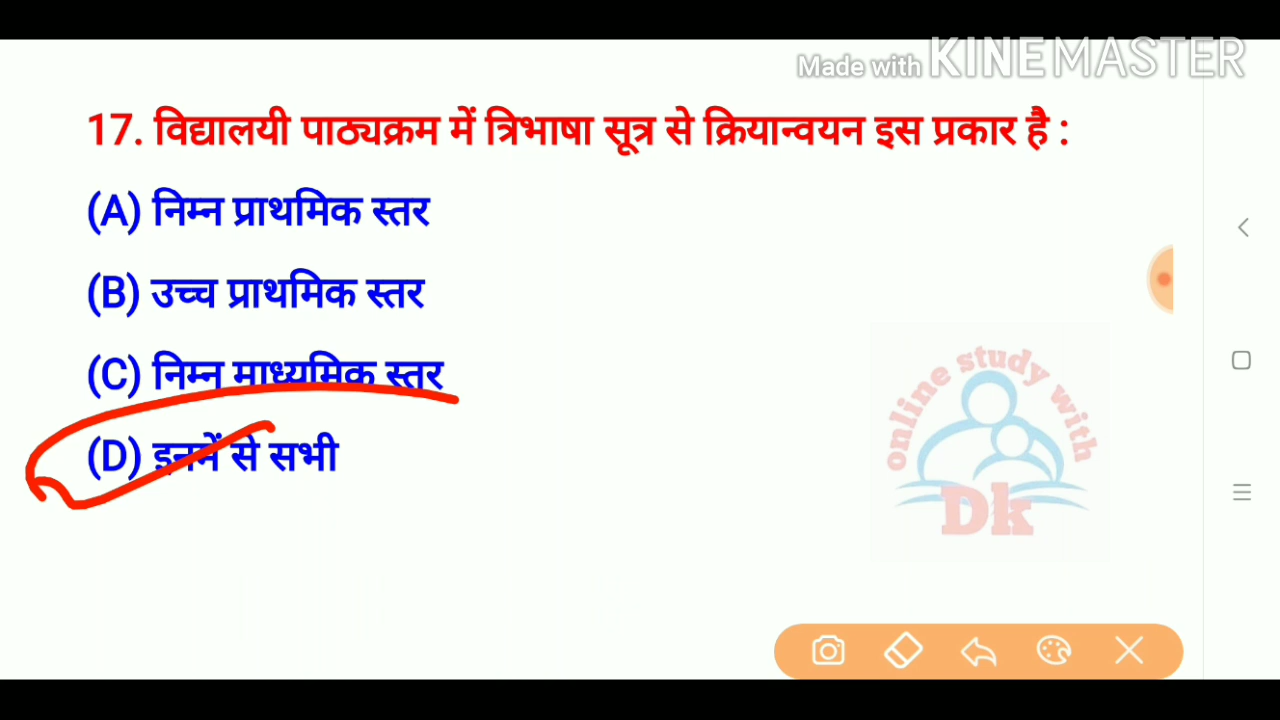 Made with KINEMASTER
17. विद्यालयी पाठ्यक्रम में त्रिभाषा सूत्र से क्रियान्वयन इस प्रकार है :
(A) निम्न प्राथमिक स्तर
(B) उच्च प्राथमिक स्तर
(C) निम्न माध्यमिक स्तर
(D) इनमें से सभी
online study with
Dk